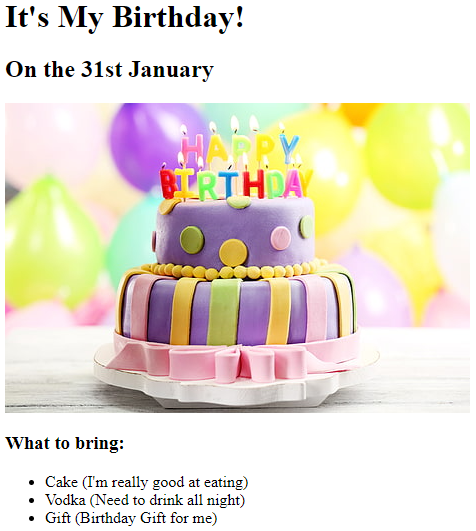 It's My Birthday!
On the 31st January
HAPPY
BIRTHDAY
What to bring:
Cake (I'm really good at eating)
Vodka (Need to drink all night)
Gift (Birthday Gift for me)